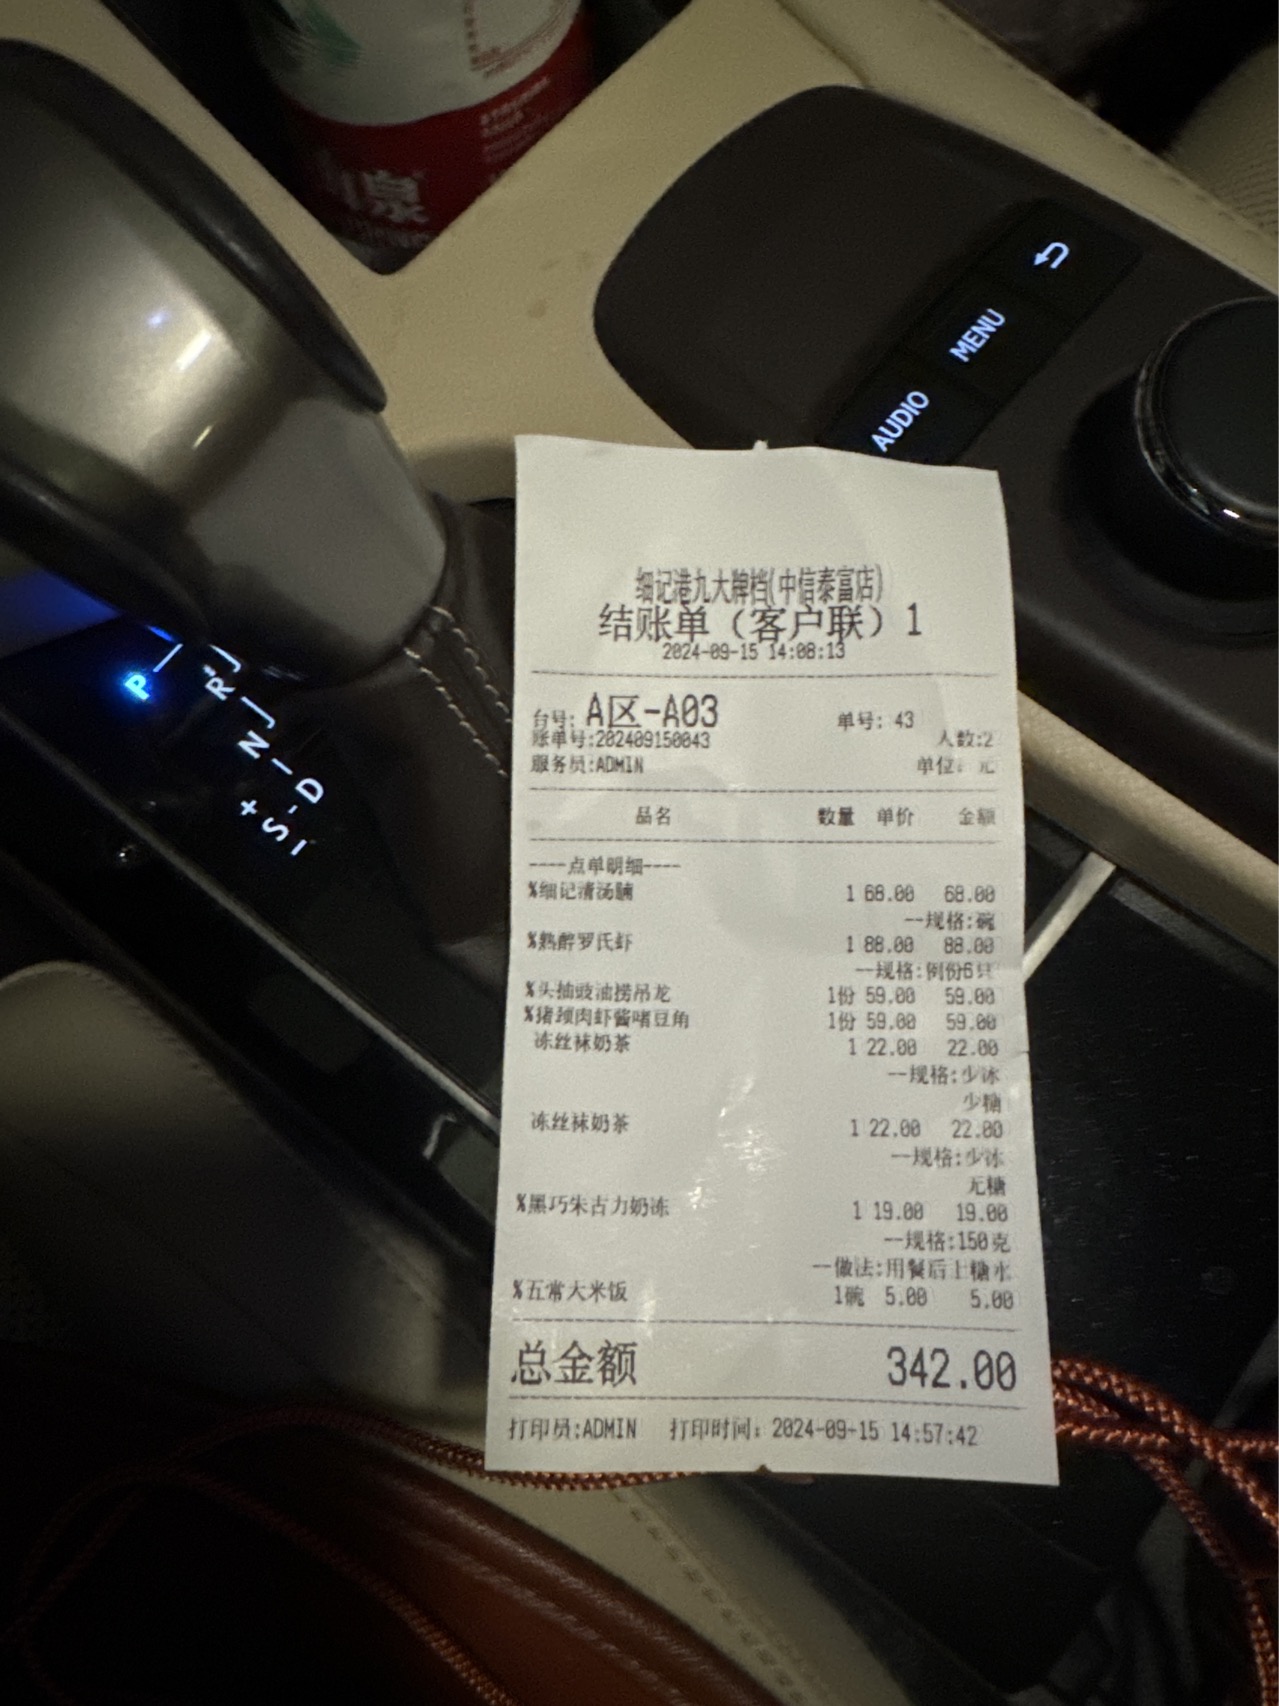 泉
AUDIO
MENU
P
R
N
D
+
S
-
细记港九大牌档(中信泰富店)
结账单（客户联）1
2024-09-15 14:08:13
台号: A区-A03 单号: 43
账单号:202409150043 人数:2
服务员:ADMIN 单位: 元
品名 数量 单价 金额
----点单明细----
%细记清汤腩 1 68.00 68.00
--规格:碗
%熟醉罗氏虾 1 88.00 88.00
--规格:例份6只
%头抽豉油捞吊龙 1份 59.00 59.00
%猪颈肉虾酱啫豆角 1份 59.00 59.00
冻丝袜奶茶 1 22.00 22.00
--规格:少冰
少糖
冻丝袜奶茶 1 22.00 22.00
--规格:少冰
无糖
%黑巧朱古力奶冻 1 19.00 19.00
--规格:150克
--做法:用餐后上糖水
%五常大米饭 1碗 5.00 5.00
总金额 342.00
打印员:ADMIN 打印时间: 2024-09-15 14:57:42